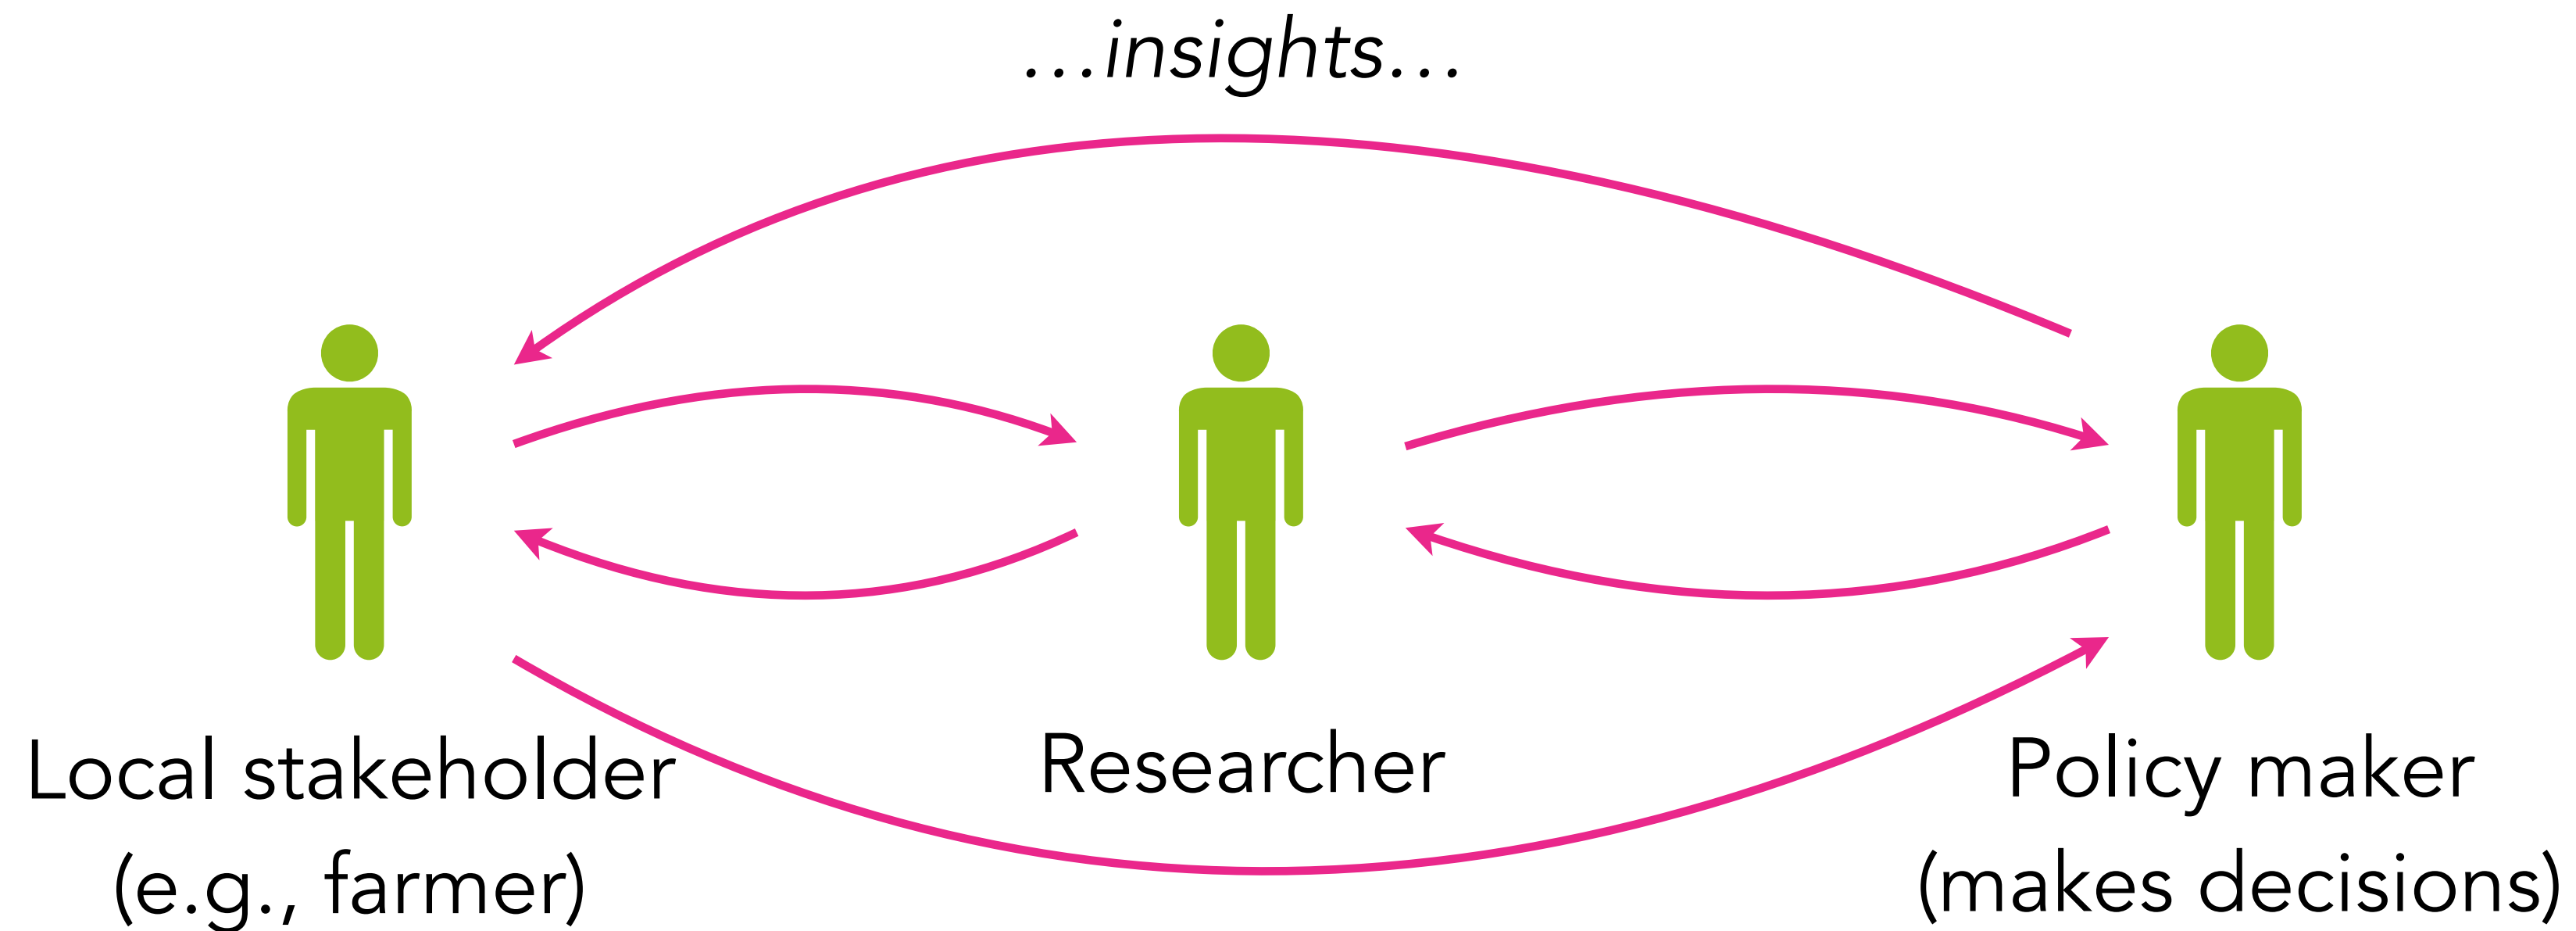 ...insights...
Local stakeholder
(e.g., farmer)
Researcher
Policy maker
(makes decisions)